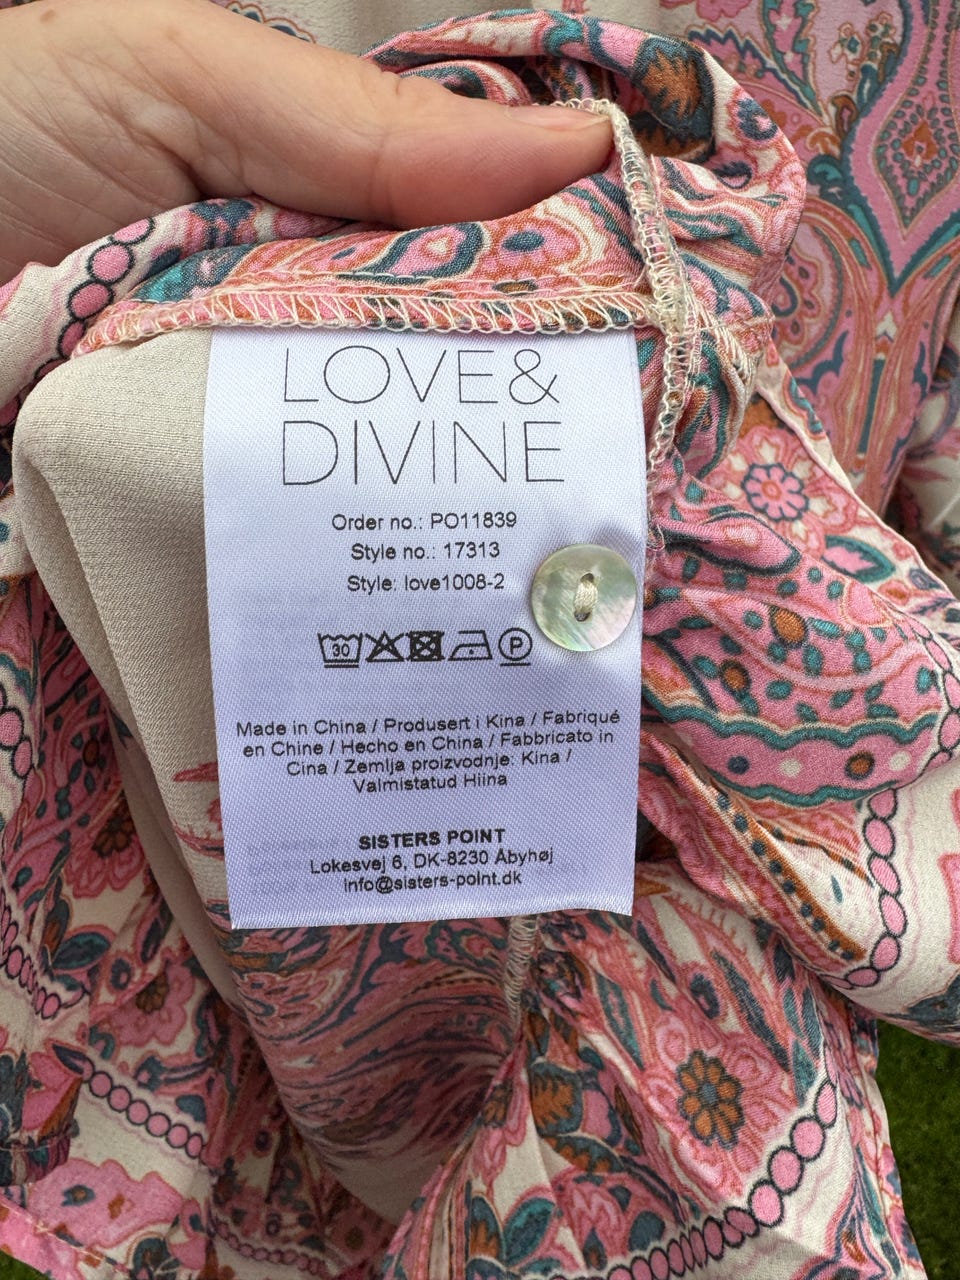 LOVE&
DIVINE
Order no.: PO11839
Style no.: 17313
Style: love1008-2
30 P
Made in China / Produsert i Kina / Fabriqué
en Chine / Hecho en China / Fabbricato in
Cina / Zemlja proizvodnje: Kina /
Valmistatud Hiina
SISTERS POINT
Lokesvej 6, DK-8230 Åbyhøj
info@sisters-point.dk